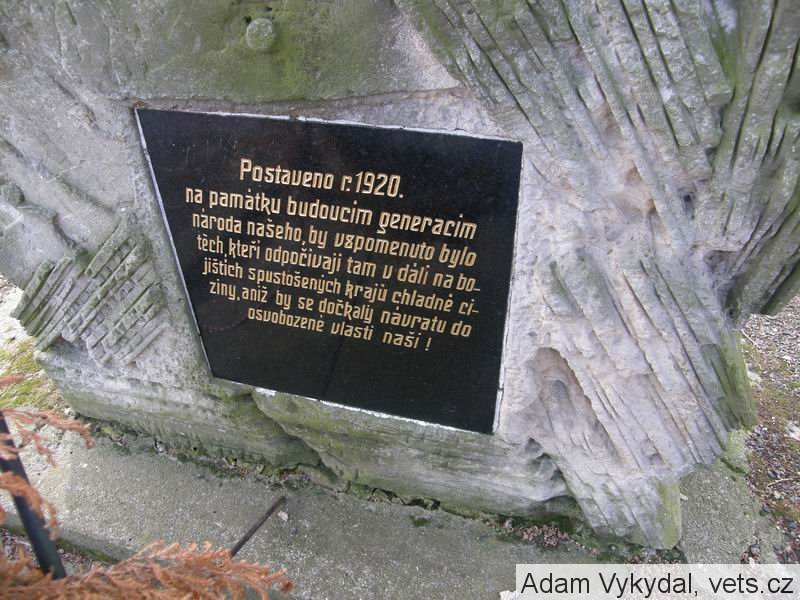 Postaveno r. 1920.
na památku budoucím generacím
národa našeho, by vzpomenuto bylo
těch, kteří odpočívají tam v dáli na bo-
jištích spustošených krajů chladné ci-
ziny, aniž by se dočkaly návratu do
osvobozené vlasti naší!
Adam Vykydal, vets.cz